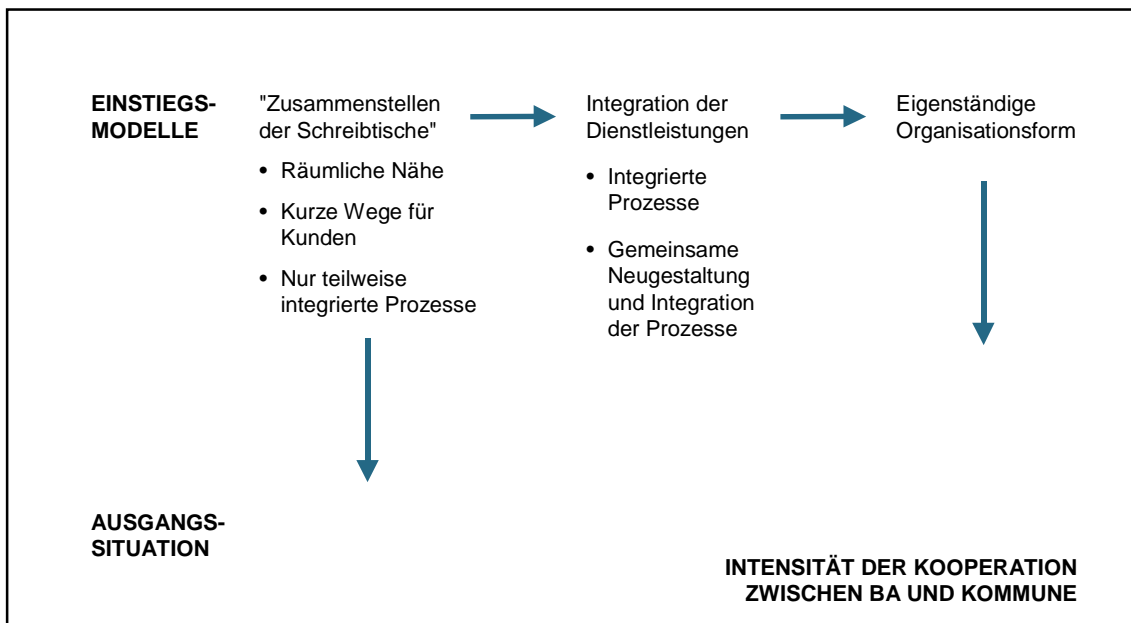 EINSTIEGS-
MODELLE
"Zusammenstellen
der Schreibtische"
• Räumliche Nähe
• Kurze Wege für
Kunden
• Nur teilweise
integrierte Prozesse
Integration der
Dienstleistungen
• Integrierte
Prozesse
• Gemeinsame
Neugestaltung
und Integration
der Prozesse
Eigenständige
Organisationsform
AUSGANGS-
SITUATION
INTENSITÄT DER KOOPERATION
ZWISCHEN BA UND KOMMUNE